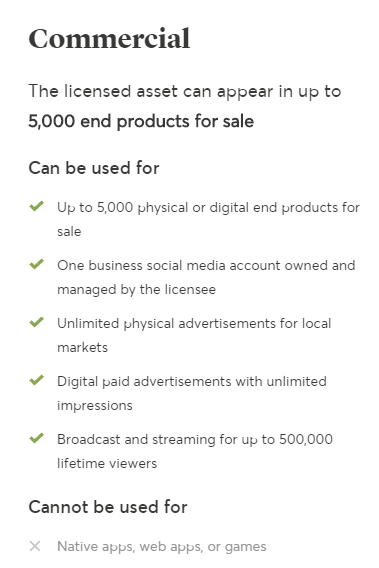 Commercial
The licensed asset can appear in up to
5,000 end products for sale
Can be used for
Up to 5,000 physical or digital end products for
sale
One business social media account owned and
managed by the licensee
Unlimited physical advertisements for local
markets
Digital paid advertisements with unlimited
impressions
Broadcast and streaming for up to 500,000
lifetime viewers
Cannot be used for
Native apps, web apps, or games